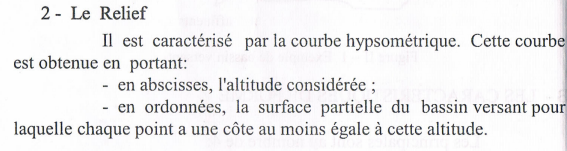 2 - Le Relief
Il est caractérisé par la courbe hypsométrique. Cette courbe
est obtenue en portant:
- en abscisses, l'altitude considérée ;
- en ordonnées, la surface partielle du bassin versant pour
laquelle chaque point a une côte au moins égale à cette altitude.